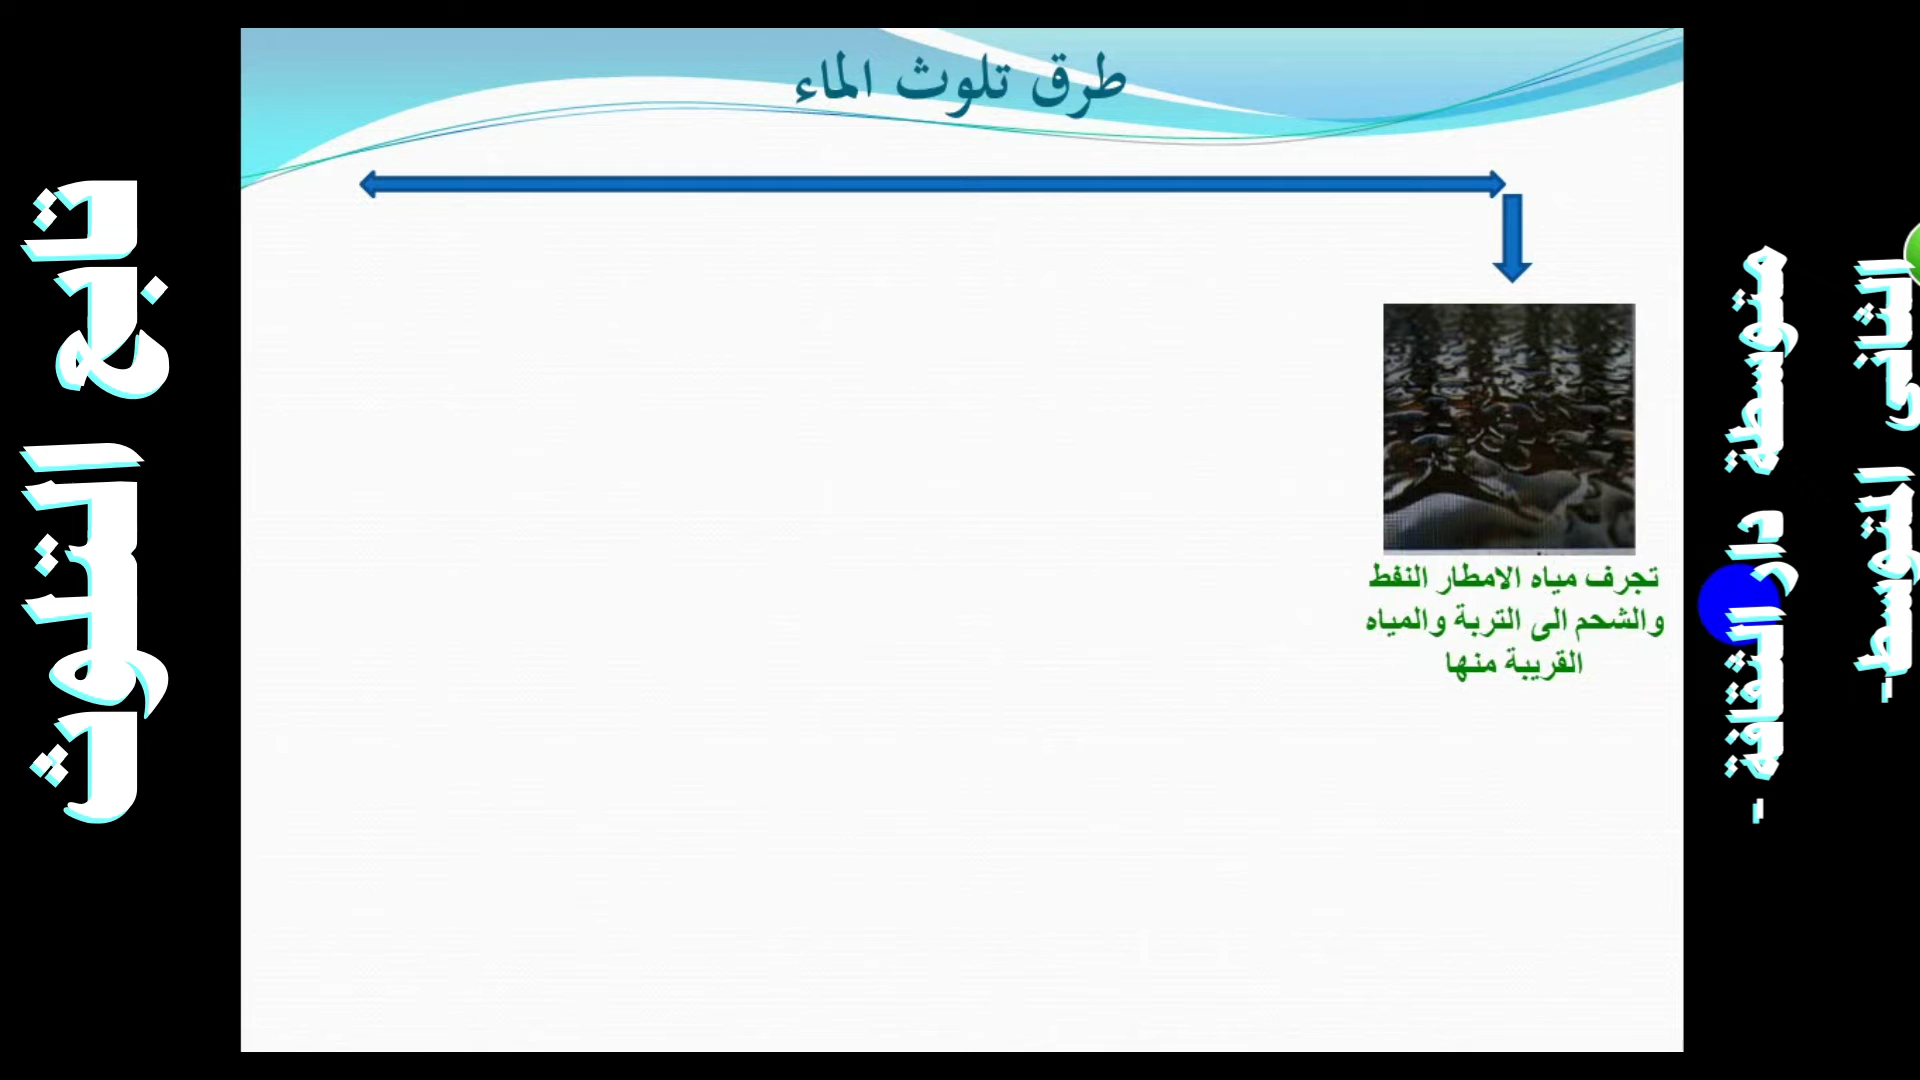 طرق تلوث الماء
تجرف مياه الامطار النفط
والشحم الى التربة والمياه
القريبة منها
تابع التلوث
متوسطة دار الثقافة -
الثانى المتوسط-